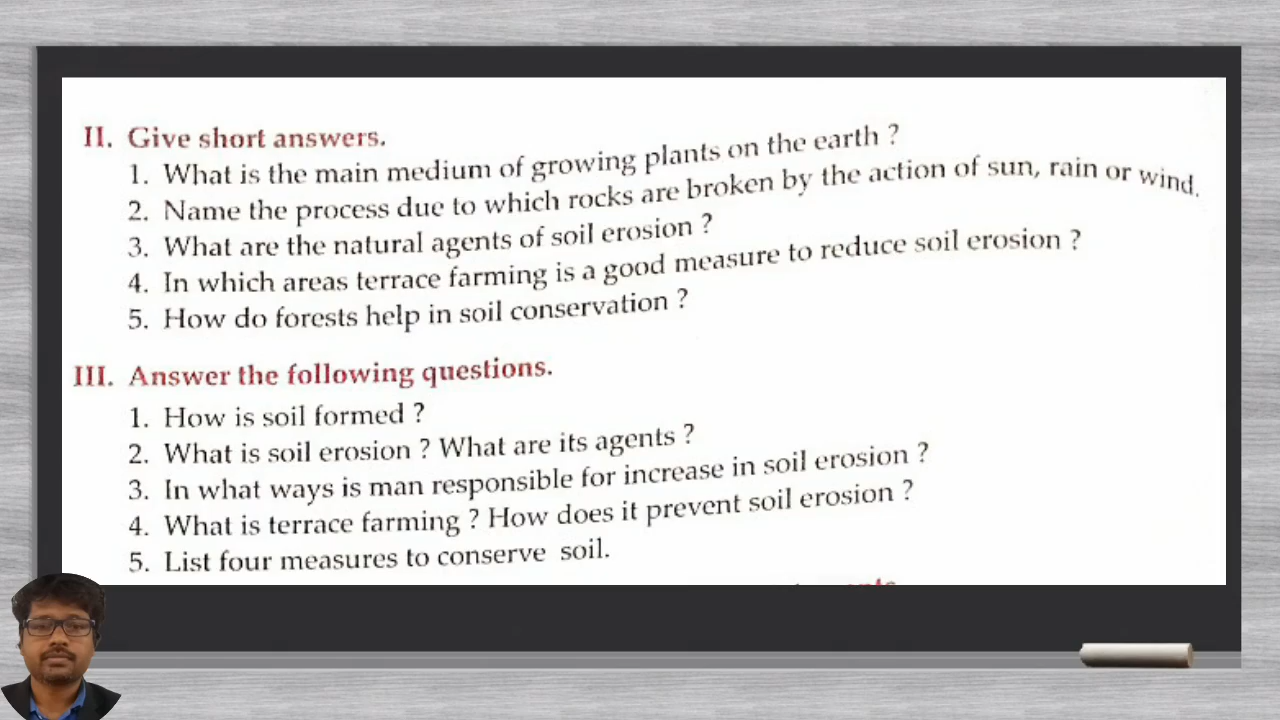 II. Give short answers.
1. What is the main medium of growing plants on the earth ?
2. Name the process due to which rocks are broken by the action of sun, rain or wind.
3. What are the natural agents of soil erosion ?
4. In which areas terrace farming is a good measure to reduce soil erosion ?
5. How do forests help in soil conservation ?
III. Answer the following questions.
1. How is soil formed ?
2. What is soil erosion ? What are its agents ?
3. In what ways is man responsible for increase in soil erosion ?
4. What is terrace farming ? How does it prevent soil erosion ?
5. List four measures to conserve soil.